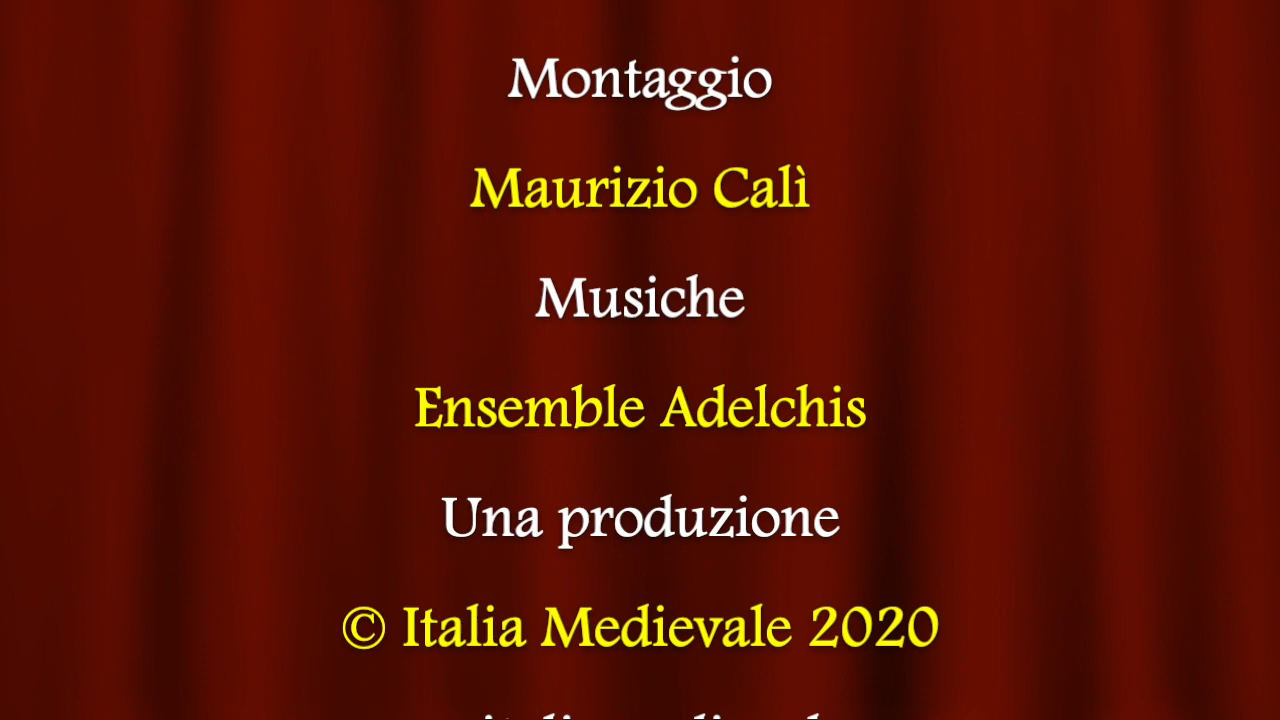 Montaggio
Maurizio Calì
Musiche
Ensemble Adelchis
Una produzione
© Italia Medievale 2020